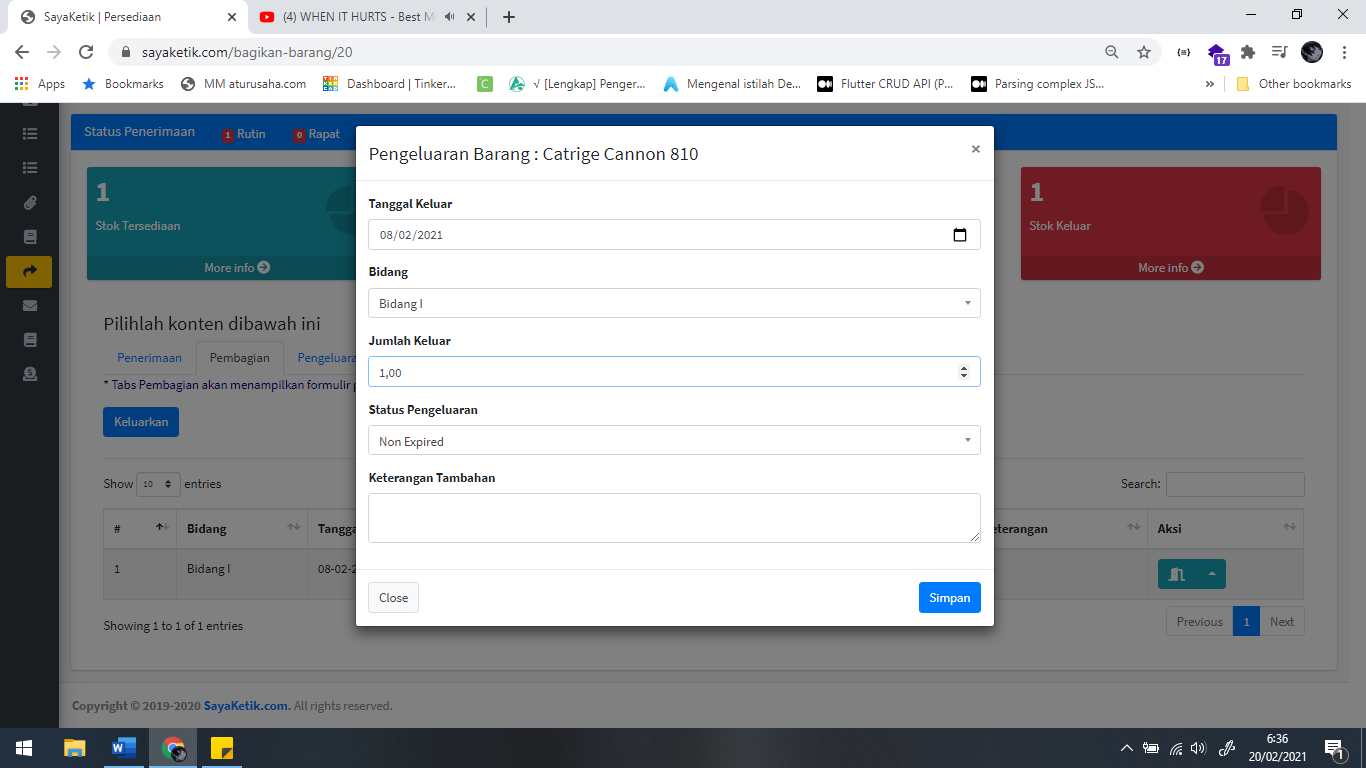 SayaKetik | Persediaan
(4) WHEN IT HURTS - Best M
sayaketik.com/bagikan-barang/20
17
Apps
Bookmarks
MM aturusaha.com
Dashboard | Tinker...
C
√ [Lengkap] Penger...
Mengenal istilah De...
Flutter CRUD API (P...
Parsing complex JS...
»
Other bookmarks
Status Penerimaan
1 Rutin
0 Rapat
1
Stok Tersediaan
More info
1
Stok Keluar
More info
Pengeluaran Barang : Catrige Cannon 810
×
Tanggal Keluar
08/02/2021
Bidang
Bidang I
Jumlah Keluar
1,00
Status Pengeluaran
Non Expired
Keterangan Tambahan
Close
Simpan
Pilihlah konten dibawah ini
Penerimaan
Pembagian
Pengeluara
* Tabs Pembagian akan menampilkan formulir p
Keluarkan
Show 10 entries
Search:
# Bidang Tangga eterangan Aksi
1 Bidang I 08-02-2
Showing 1 to 1 of 1 entries
Previous 1 Next
Copyright © 2019-2020 SayaKetik.com. All rights reserved.
6:36
20/02/2021
1